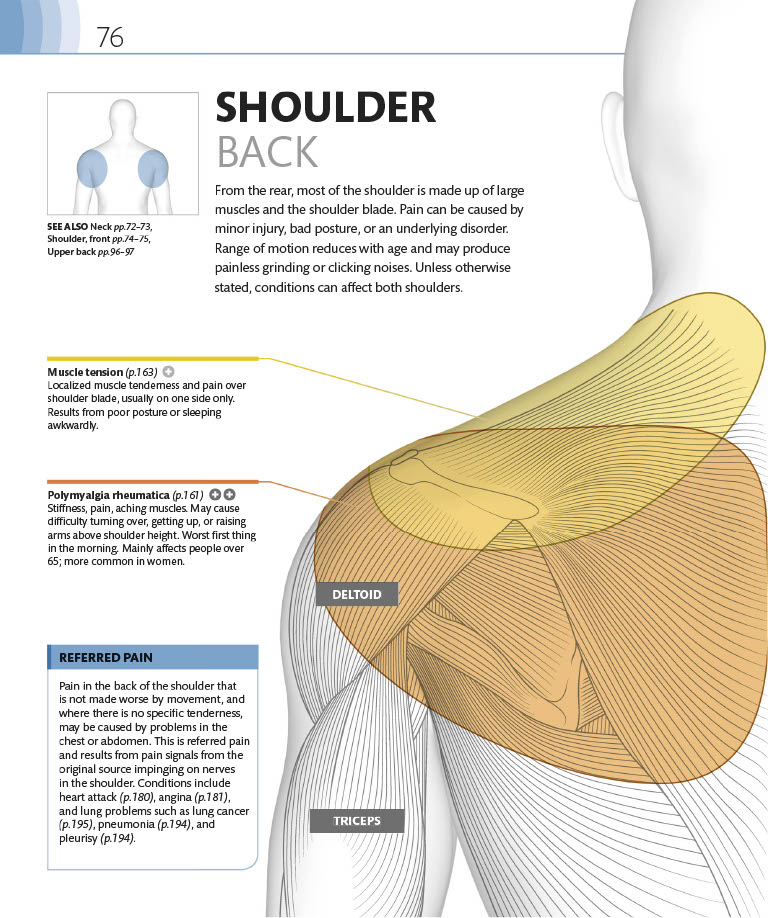 76
SHOULDER
BACK
From the rear, most of the shoulder is made up of large
muscles and the shoulder blade. Pain can be caused by
minor injury, bad posture, or an underlying disorder.
Range of motion reduces with age and may produce
painless grinding or clicking noises. Unless otherwise
stated, conditions can affect both shoulders.
SEE ALSO Neck pp.72–73,
Shoulder, front pp.74–75,
Upper back pp.96–97
Muscle tension (p.163)
Localized muscle tenderness and pain over
shoulder blade, usually on one side only.
Results from poor posture or sleeping
awkwardly.
Polymyalgia rheumatica (p.161)
Stiffness, pain, aching muscles. May cause
difficulty turning over, getting up, or raising
arms above shoulder height. Worst first thing
in the morning. Mainly affects people over
65; more common in women.
DELTOID
REFERRED PAIN
Pain in the back of the shoulder that
is not made worse by movement, and
where there is no specific tenderness,
may be caused by problems in the
chest or abdomen. This is referred pain
and results from pain signals from the
original source impinging on nerves
in the shoulder. Conditions include
heart attack (p.180), angina (p.181),
and lung problems such as lung cancer
(p.195), pneumonia (p.194), and
pleurisy (p.194).
TRICEPS